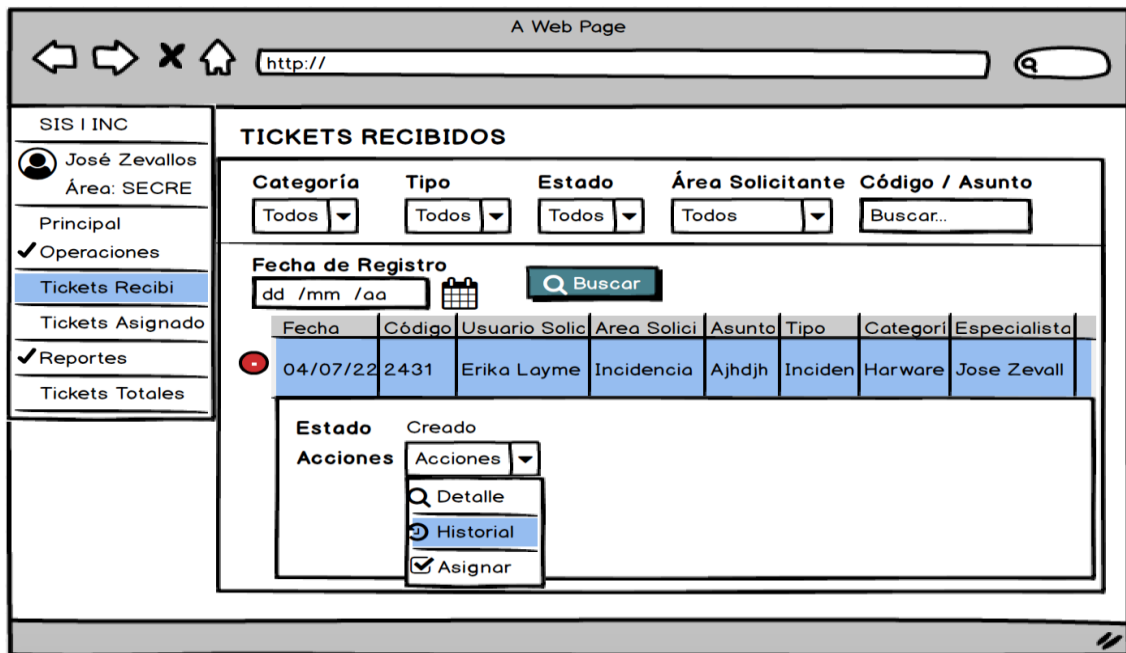 A Web Page
http://
SIS I INC
José Zevallos
Área: SECRE
Principal
Operaciones
Tickets Recibi
Tickets Asignado
Reportes
Tickets Totales
TICKETS RECIBIDOS
Categoría Tipo Estado Área Solicitante Código / Asunto
Todos Todos Todos Todos Buscar...
Fecha de Registro
dd /mm /aa Buscar
Fecha Código Usuario Solic Area Solici Asunto Tipo Categorí Especialista
04/07/22 2431 Erika Layme Incidencia Ajhdjh Inciden Harware Jose Zevall
Estado Creado
Acciones Acciones
Detalle
Historial
Asignar